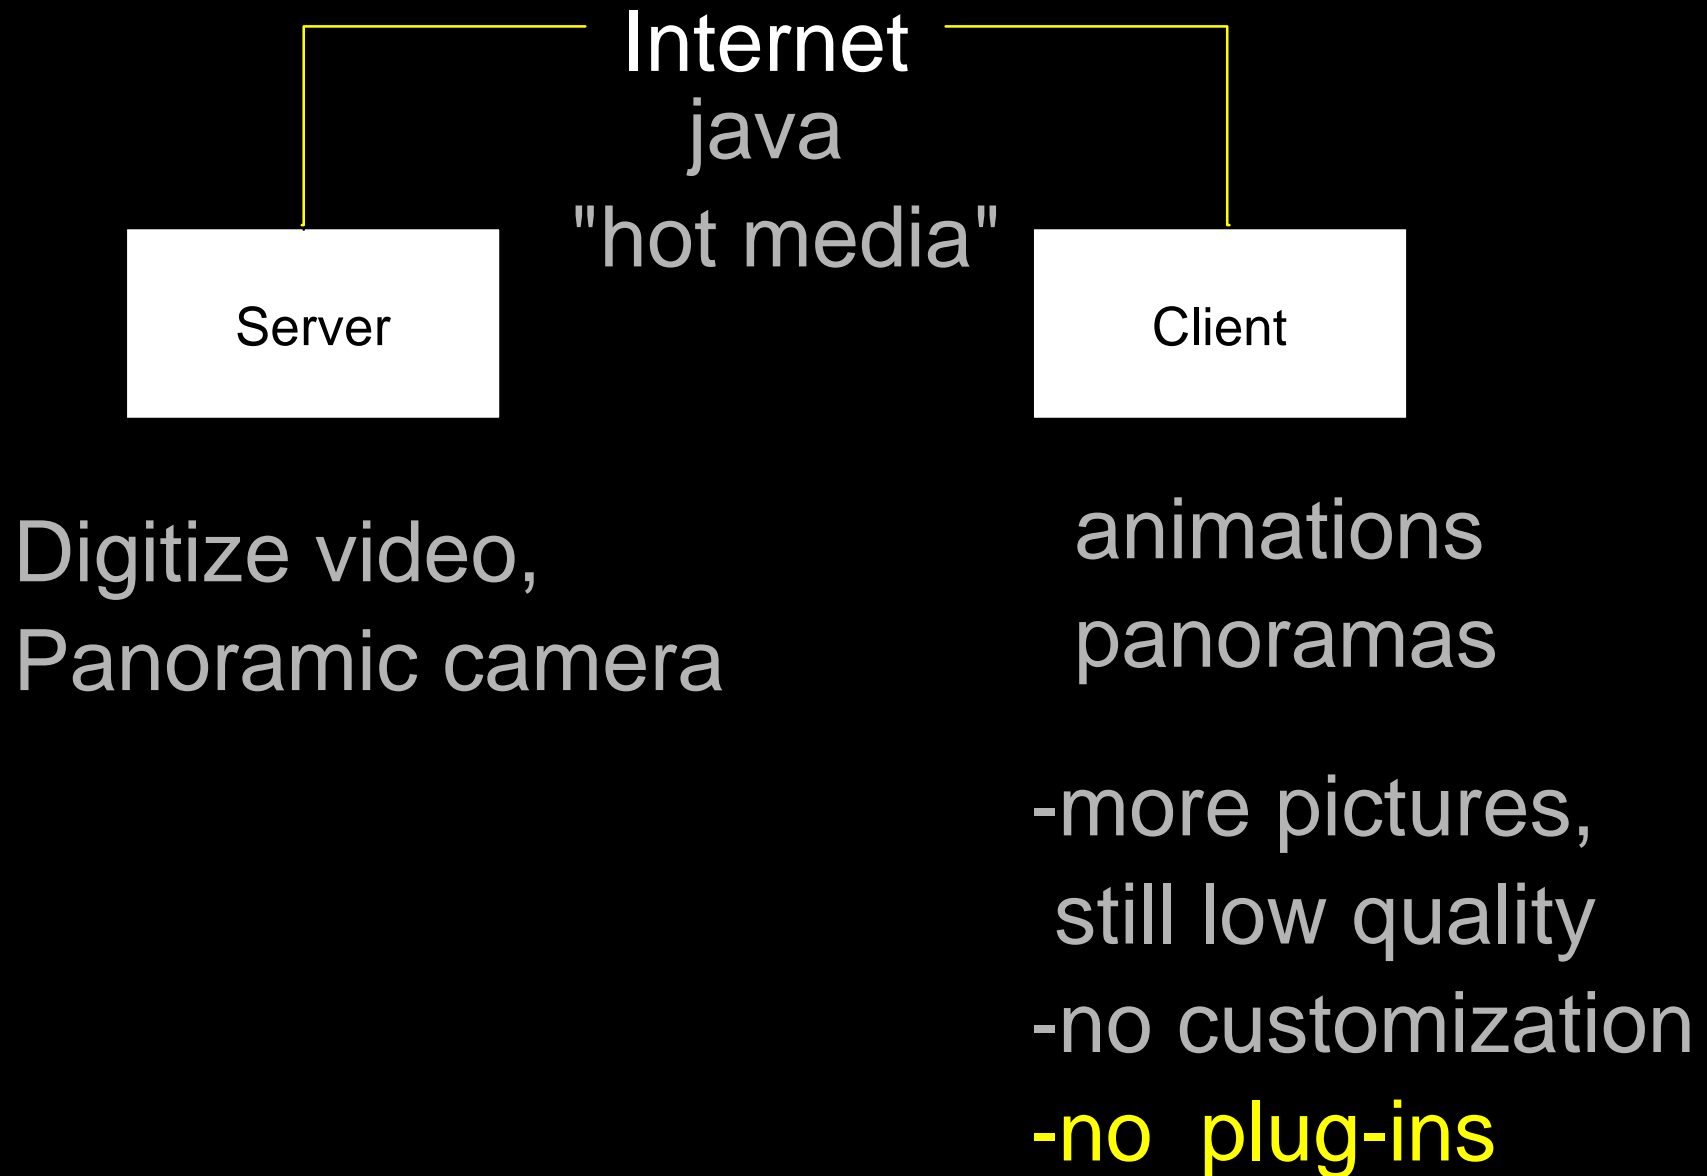 Internet
java
"hot media"
Server
Client
Digitize video,
Panoramic camera
animations
panoramas
-more pictures,
still low quality
-no customization
-no plug-ins